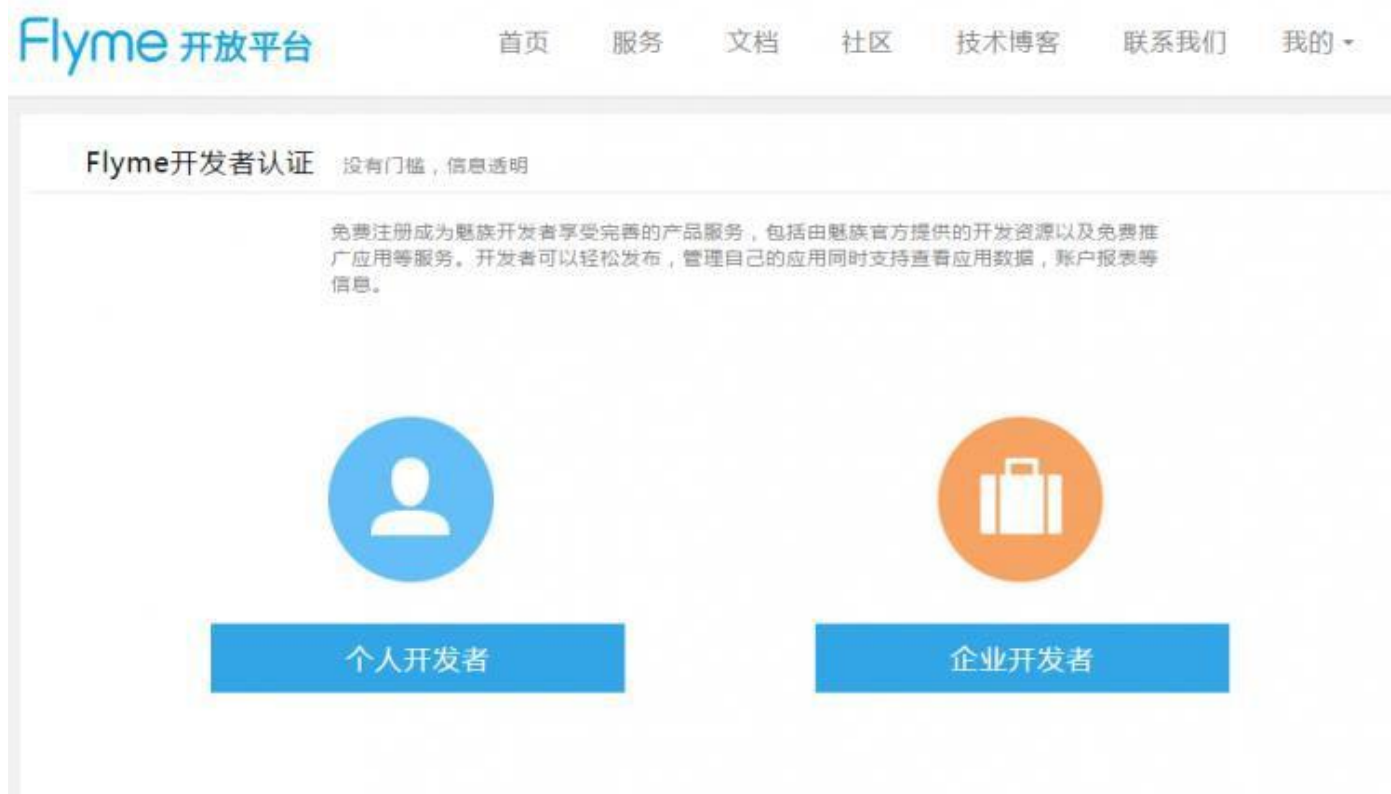 Flyme 开放平台 首页 服务 文档 社区 技术博客 联系我们 我的
Flyme开发者认证 没有门槛，信息透明
免费注册成为魅族开发者享受完善的产品服务，包括由魅族官方提供的开发资源以及免费推
广应用等服务。开发者可以轻松发布，管理自己的应用同时支持查看应用数据，账户报表等
信息。
个人开发者 企业开发者